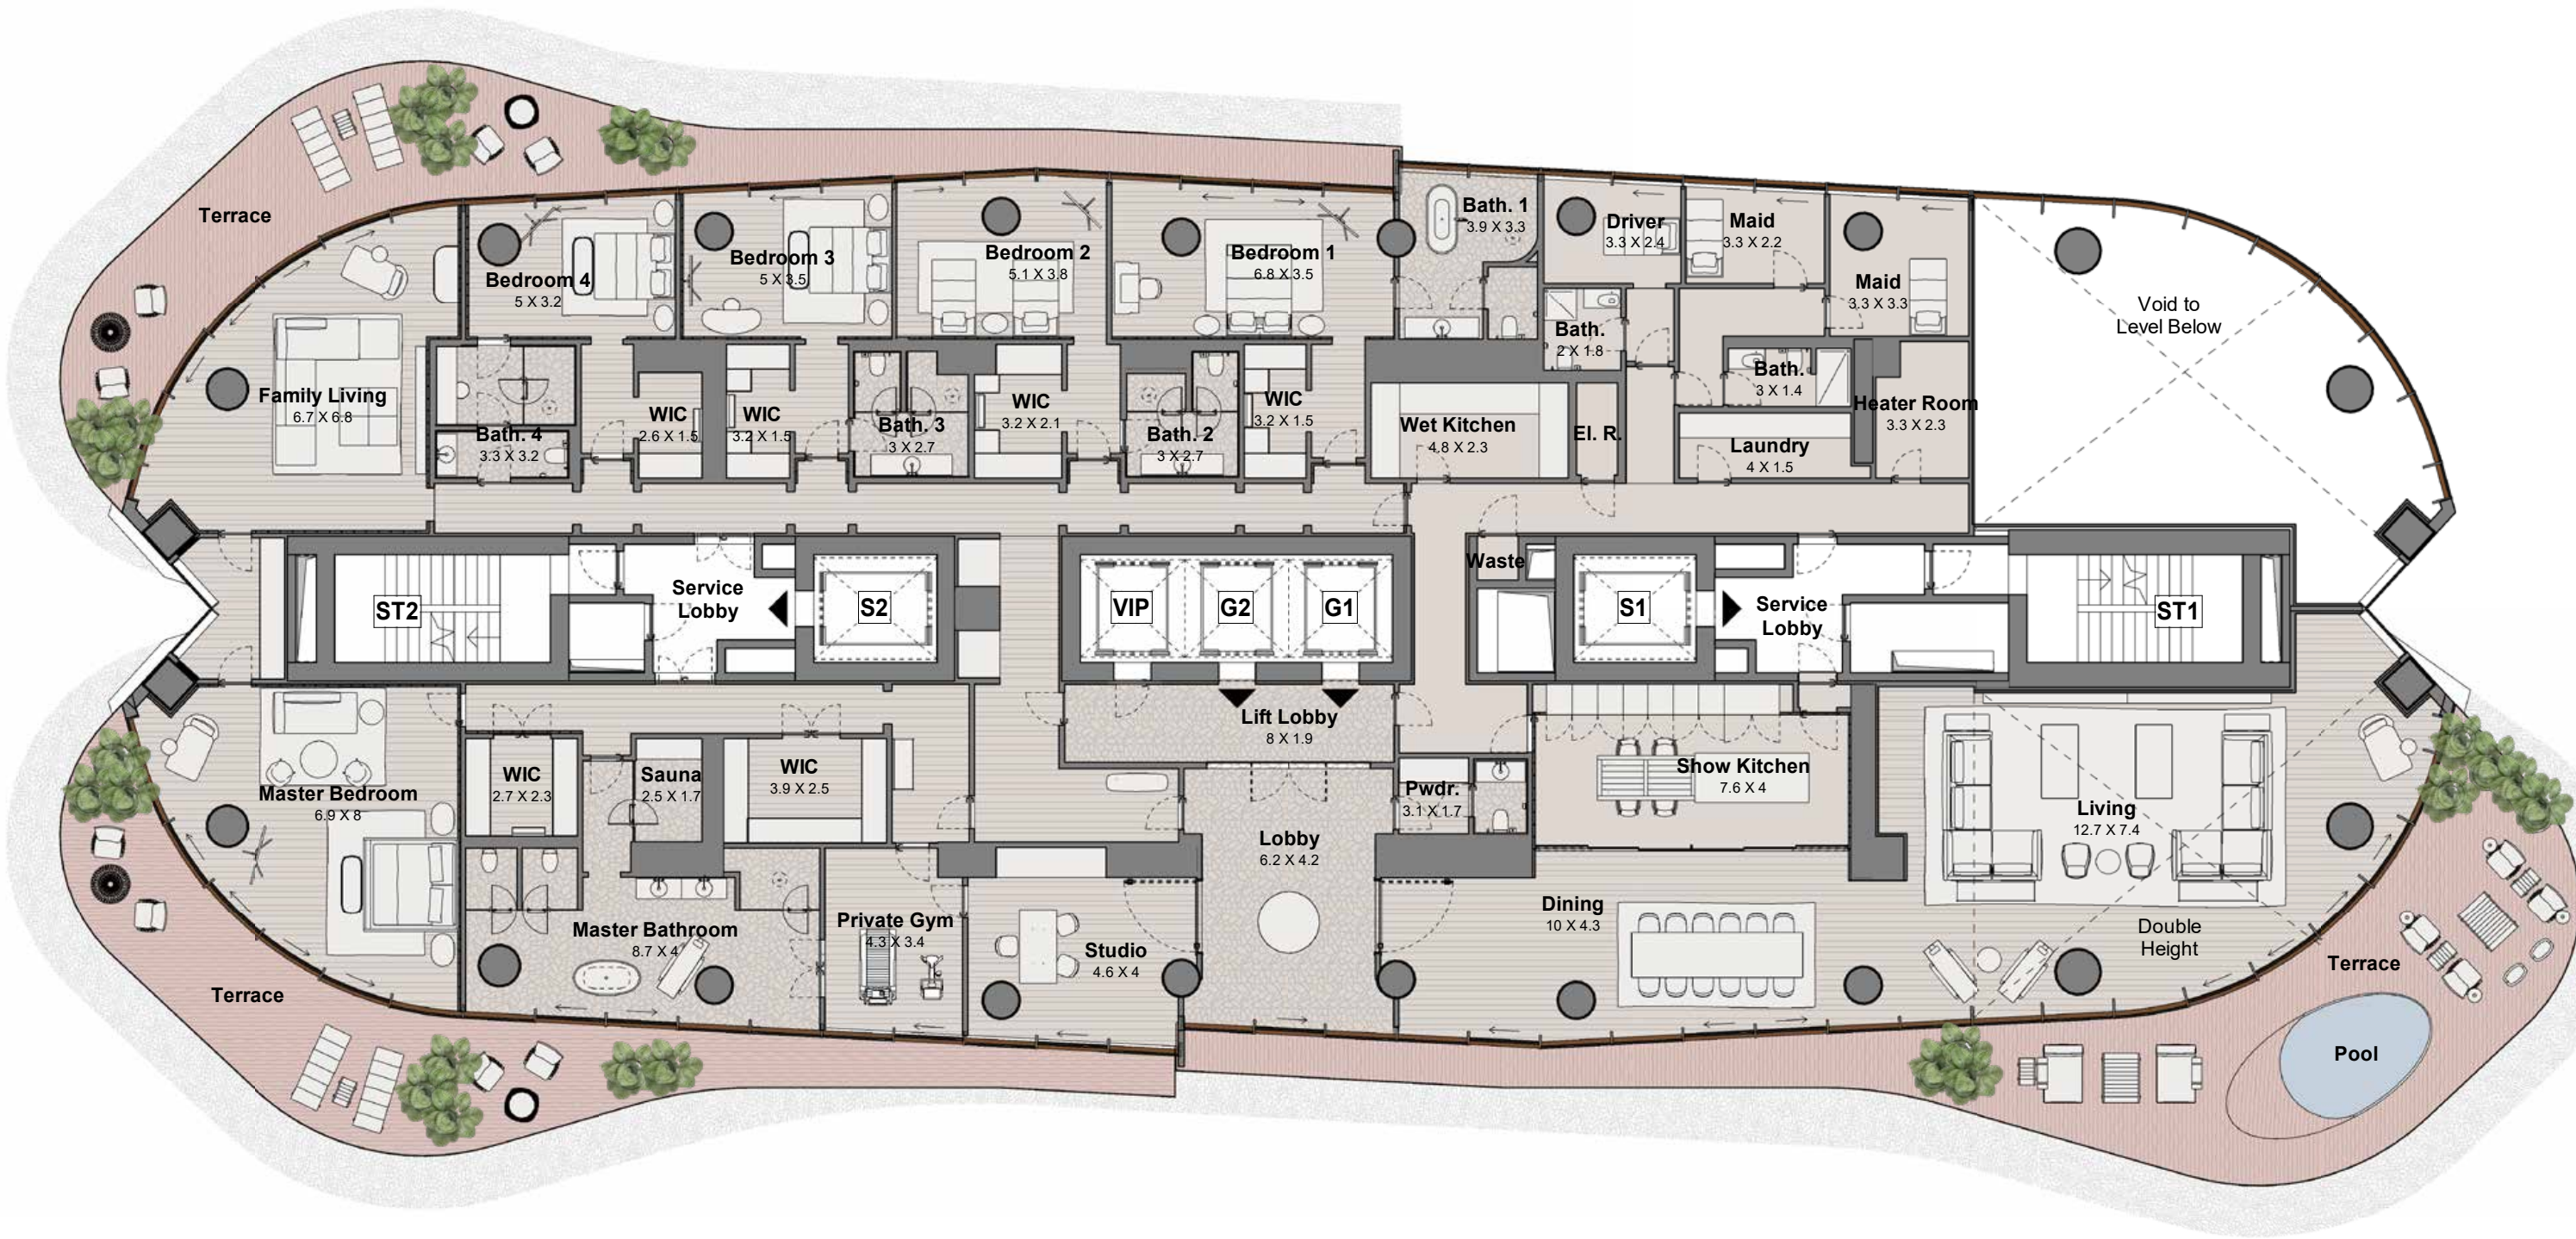 Terrace
Bedroom 4
5 X 3.2
Bedroom 3
5 X 3.5
Bedroom 2
5.1 X 3.8
Bedroom 1
6.8 X 3.5
Bath. 1
3.9 X 3.3
Driver
3.3 X 2.4
Maid
3.3 X 2.2
Maid
3.3 X 3.3
Void to
Level Below
Family Living
6.7 X 6.8
Bath. 4
3.3 X 3.2
WIC
2.6 X 1.5
WIC
3.2 X 1.5
Bath. 3
3 X 2.7
WIC
3.2 X 2.1
Bath. 2
3 X 2.7
WIC
3.2 X 1.5
Wet Kitchen
4.8 X 2.3
El. R.
Bath.
2 X 1.8
Bath.
3 X 1.4
Laundry
4 X 1.5
Heater Room
3.3 X 2.3
ST2
Service
Lobby
S2
VIP
G2
G1
Waste
S1
Service
Lobby
ST1
Lift Lobby
8 X 1.9
Master Bedroom
6.9 X 8
WIC
2.7 X 2.3
Sauna
2.5 X 1.7
WIC
3.9 X 2.5
Lobby
6.2 X 4.2
Pwdr.
3.1 X 1.7
Show Kitchen
7.6 X 4
Living
12.7 X 7.4
Master Bathroom
8.7 X 4
Private Gym
4.3 X 3.4
Studio
4.6 X 4
Dining
10 X 4.3
Double
Height
Terrace
Terrace
Pool